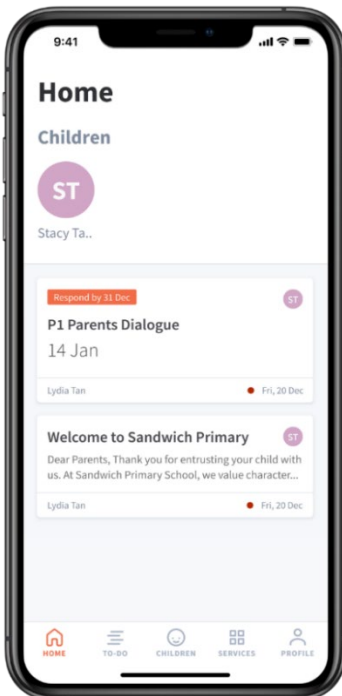 9:41
Home
Children
ST
Stacy Ta..
Respond by 31 Dec
ST
P1 Parents Dialogue
14 Jan
Lydia Tan Fri, 20 Dec
Welcome to Sandwich Primary
ST
Dear Parents, Thank you for entrusting your child with
us. At Sandwich Primary School, we value character...
Lydia Tan Fri, 20 Dec
HOME TO-DO CHILDREN SERVICES PROFILE